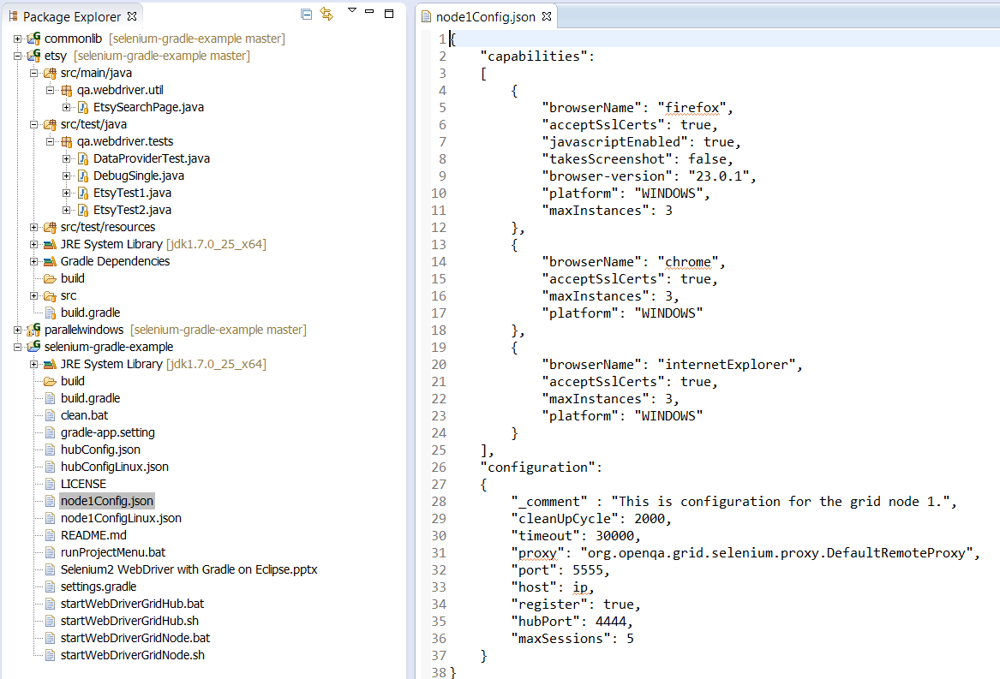 Package Explorer
commonlib [selenium-gradle-example master]
etsy [selenium-gradle-example master]
src/main/java
qa.webdriver.util
EtsySearchPage.java
src/test/java
qa.webdriver.tests
DataProviderTest.java
DebugSingle.java
EtsyTest1.java
EtsyTest2.java
src/test/resources
JRE System Library [jdk1.7.0_25_x64]
Gradle Dependencies
build
src
build.gradle
parallelwindows [selenium-gradle-example master]
selenium-gradle-example
JRE System Library [jdk1.7.0_25_x64]
build
build.gradle
clean.bat
gradle-app.setting
hubConfig.json
hubConfigLinux.json
LICENSE
node1Config.json
node1ConfigLinux.json
README.md
runProjectMenu.bat
Selenium2 WebDriver with Gradle on Eclipse.pptx
settings.gradle
startWebDriverGridHub.bat
startWebDriverGridHub.sh
startWebDriverGridNode.bat
startWebDriverGridNode.sh
node1Config.json
1 {
2 "capabilities":
3 [
4 {
5 "browserName": "firefox",
6 "acceptSslCerts": true,
7 "javascriptEnabled": true,
8 "takesScreenshot": false,
9 "browser-version": "23.0.1",
10 "platform": "WINDOWS",
11 "maxInstances": 3
12 },
13 {
14 "browserName": "chrome",
15 "acceptSslCerts": true,
16 "maxInstances": 3,
17 "platform": "WINDOWS"
18 },
19 {
20 "browserName": "internetExplorer",
21 "acceptSslCerts": true,
22 "maxInstances": 3,
23 "platform": "WINDOWS"
24 }
25 ],
26 "configuration":
27 {
28 "_comment" : "This is configuration for the grid node 1.",
29 "cleanUpCycle": 2000,
30 "timeout": 30000,
31 "proxy": "org.openqa.grid.selenium.proxy.DefaultRemoteProxy",
32 "port": 5555,
33 "host": ip,
34 "register": true,
35 "hubPort": 4444,
36 "maxSessions": 5
37 }
38 }